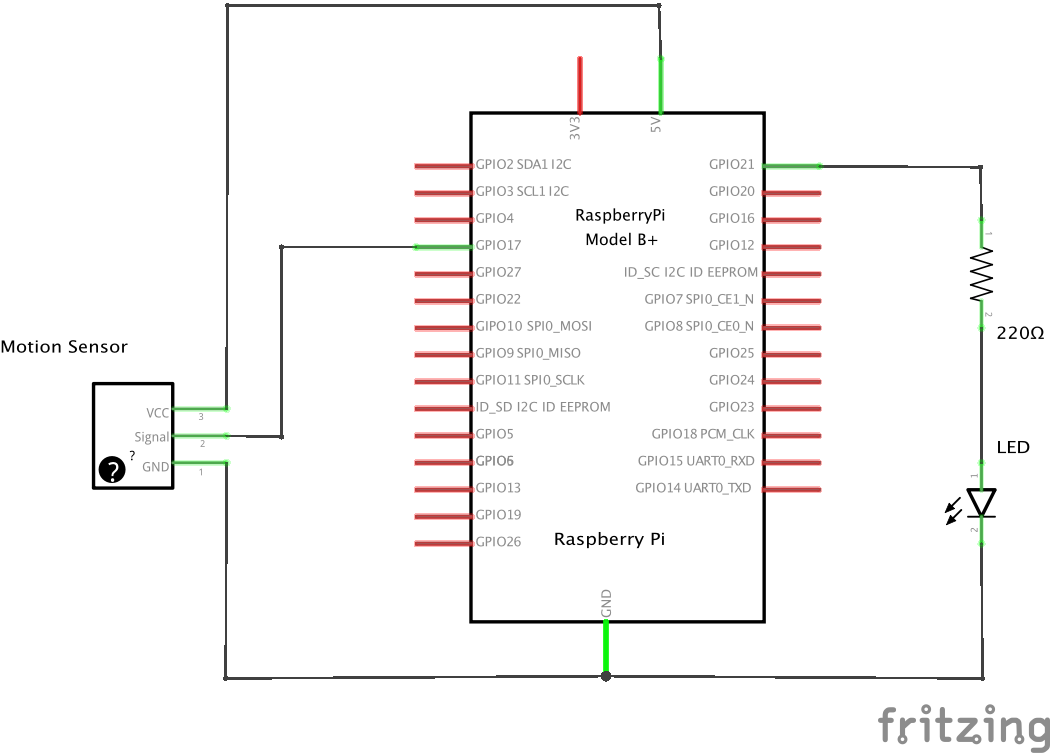 3V3
5V
GPIO2 SDA1 I2C
GPIO3 SCL1 I2C
GPIO4
GPIO17
GPIO27
GPIO22
GIPO10 SPI0_MOSI
GPIO9 SPI0_MISO
GPIO11 SPI0_SCLK
ID_SD I2C ID EEPROM
GPIO5
GPIO6
GPIO13
GPIO19
GPIO26
RaspberryPi
Model B+
GPIO21
GPIO20
GPIO16
GPIO12
ID_SC I2C ID EEPROM
GPIO7 SPI0_CE1_N
GPIO8 SPI0_CE0_N
GPIO25
GPIO24
GPIO23
GPIO18 PCM_CLK
GPIO15 UART0_RXD
GPIO14 UART0_TXD
Raspberry Pi
GND
Motion Sensor
VCC
3
Signal
2
?
GND
1
?
1
2
220Ω
LED
1
2
fritzing